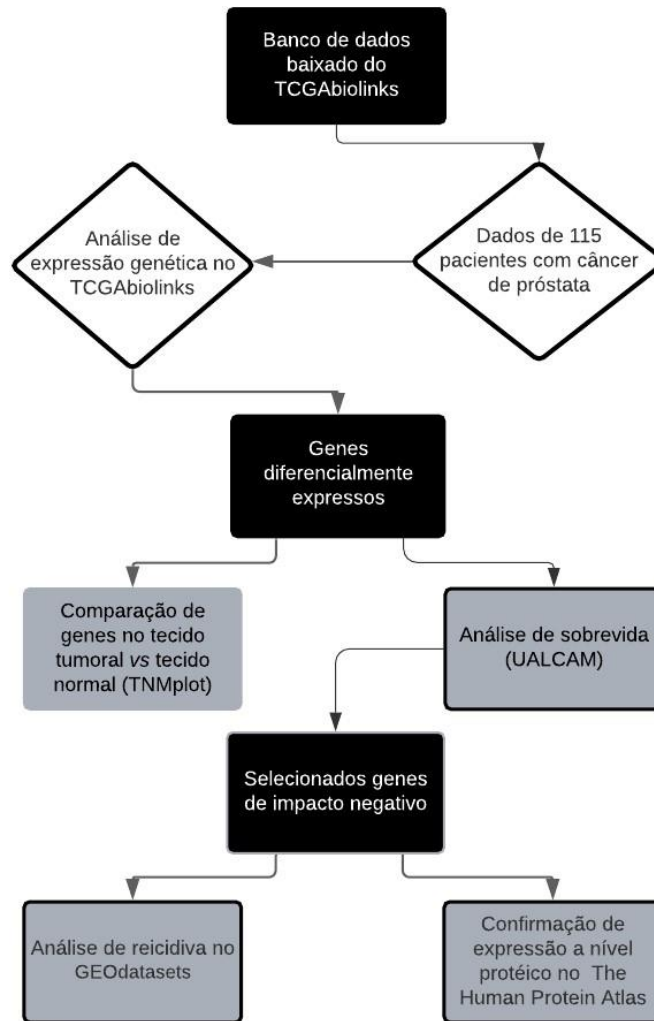 Banco de dados
baixado do
TCGAbiolinks
Análise de
expressão genética no
TCGAbiolinks
Dados de 115
pacientes com câncer
de próstata
Genes
diferencialmente
expressos
Comparação de
genes no tecido
tumoral vs tecido
normal (TNMplot)
Análise de sobrevida
(UALCAM)
Selecionados genes
de impacto negativo
Análise de reicidiva no
GEOdatasets
Confirmação de
expressão a nível
protéico no The
Human Protein Atlas